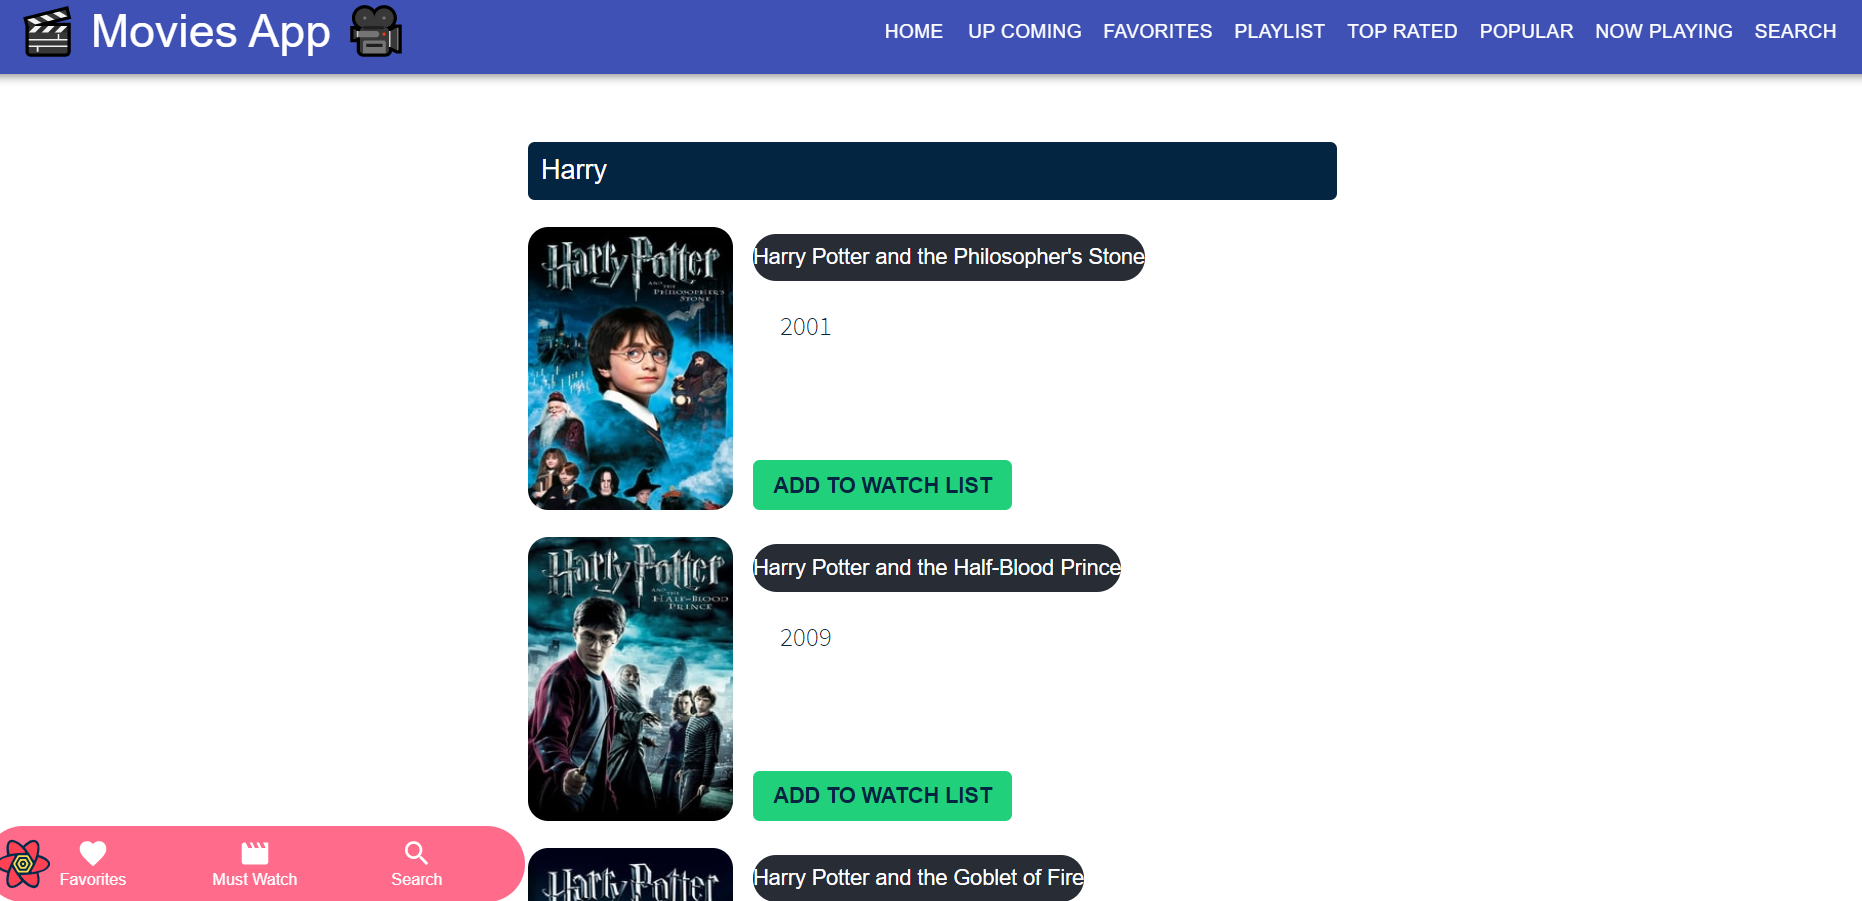 Movies App
HOME UP COMING FAVORITES PLAYLIST TOP RATED POPULAR NOW PLAYING SEARCH
Harry
Harry Potter
AND THE
PHILOSOPHER'S
STONE
Harry Potter and the Philosopher's Stone
2001
ADD TO WATCH LIST
Harry Potter
AND THE
HALF-BLOOD
PRINCE
Harry Potter and the Half-Blood Prince
2009
ADD TO WATCH LIST
Harry Potter
Harry Potter and the Goblet of Fire
Favorites Must Watch Search